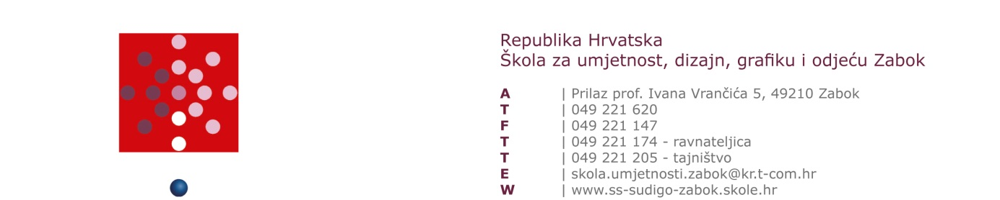 Republika Hrvatska
Škola za umjetnost, dizajn, grafiku i odjeću Zabok
A | Prilaz prof. Ivana Vrančića 5, 49210 Zabok
T | 049 221 620
F | 049 221 147
T | 049 221 174 - ravnateljica
T | 049 221 205 - tajništvo
E | skola.umjetnosti.zabok@kr.t-com.hr
W | www.ss-sudigo-zabok.skole.hr